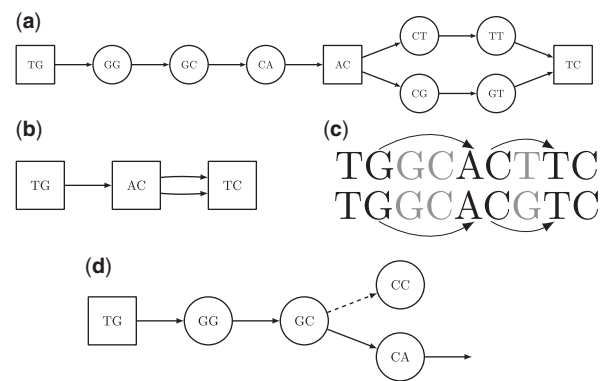 (a)
CT TT
TG GG GC CA AC TC
CG GT
(b)
TG AC TC
(c)
TGGCACTTC
TGGCACGTC
(d)
CC
TG GG GC
CA